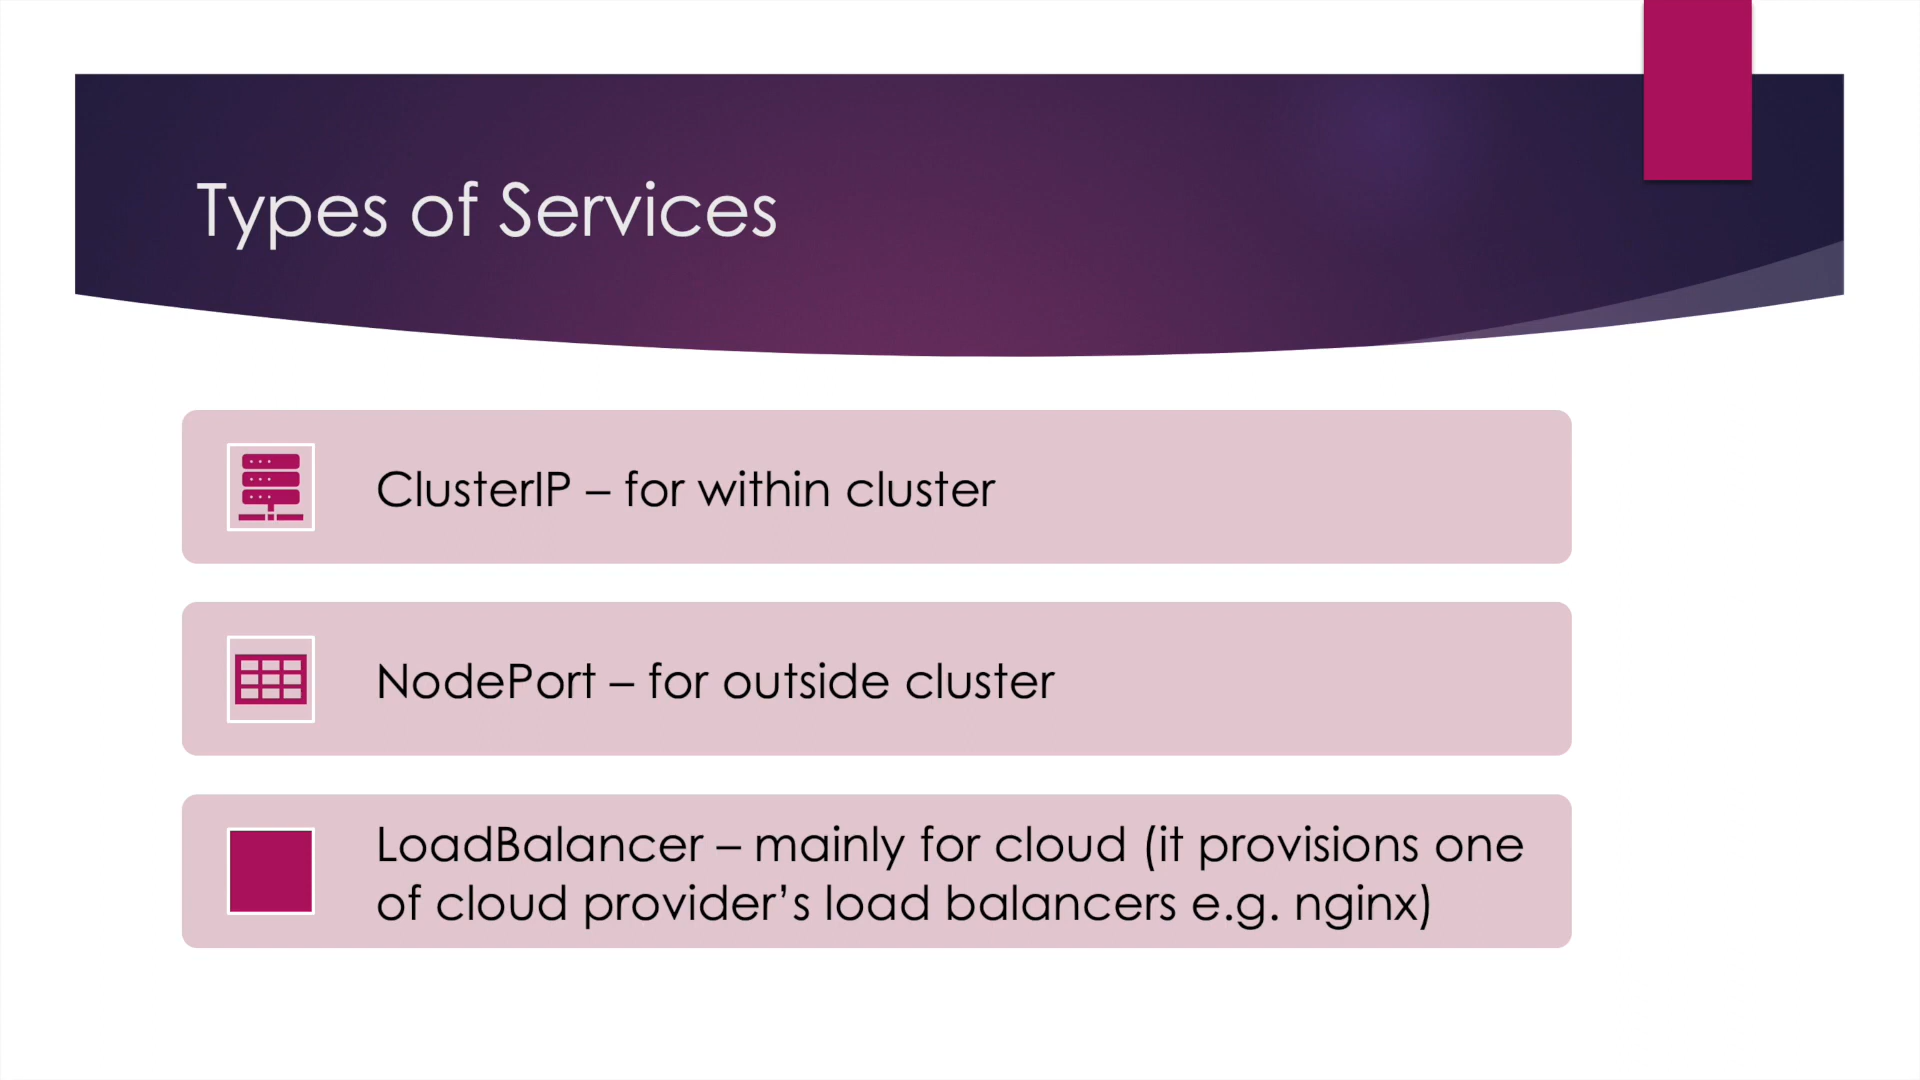 Types of Services
ClusterIP – for within cluster
NodePort – for outside cluster
LoadBalancer – mainly for cloud (it provisions one
of cloud provider’s load balancers e.g. nginx)